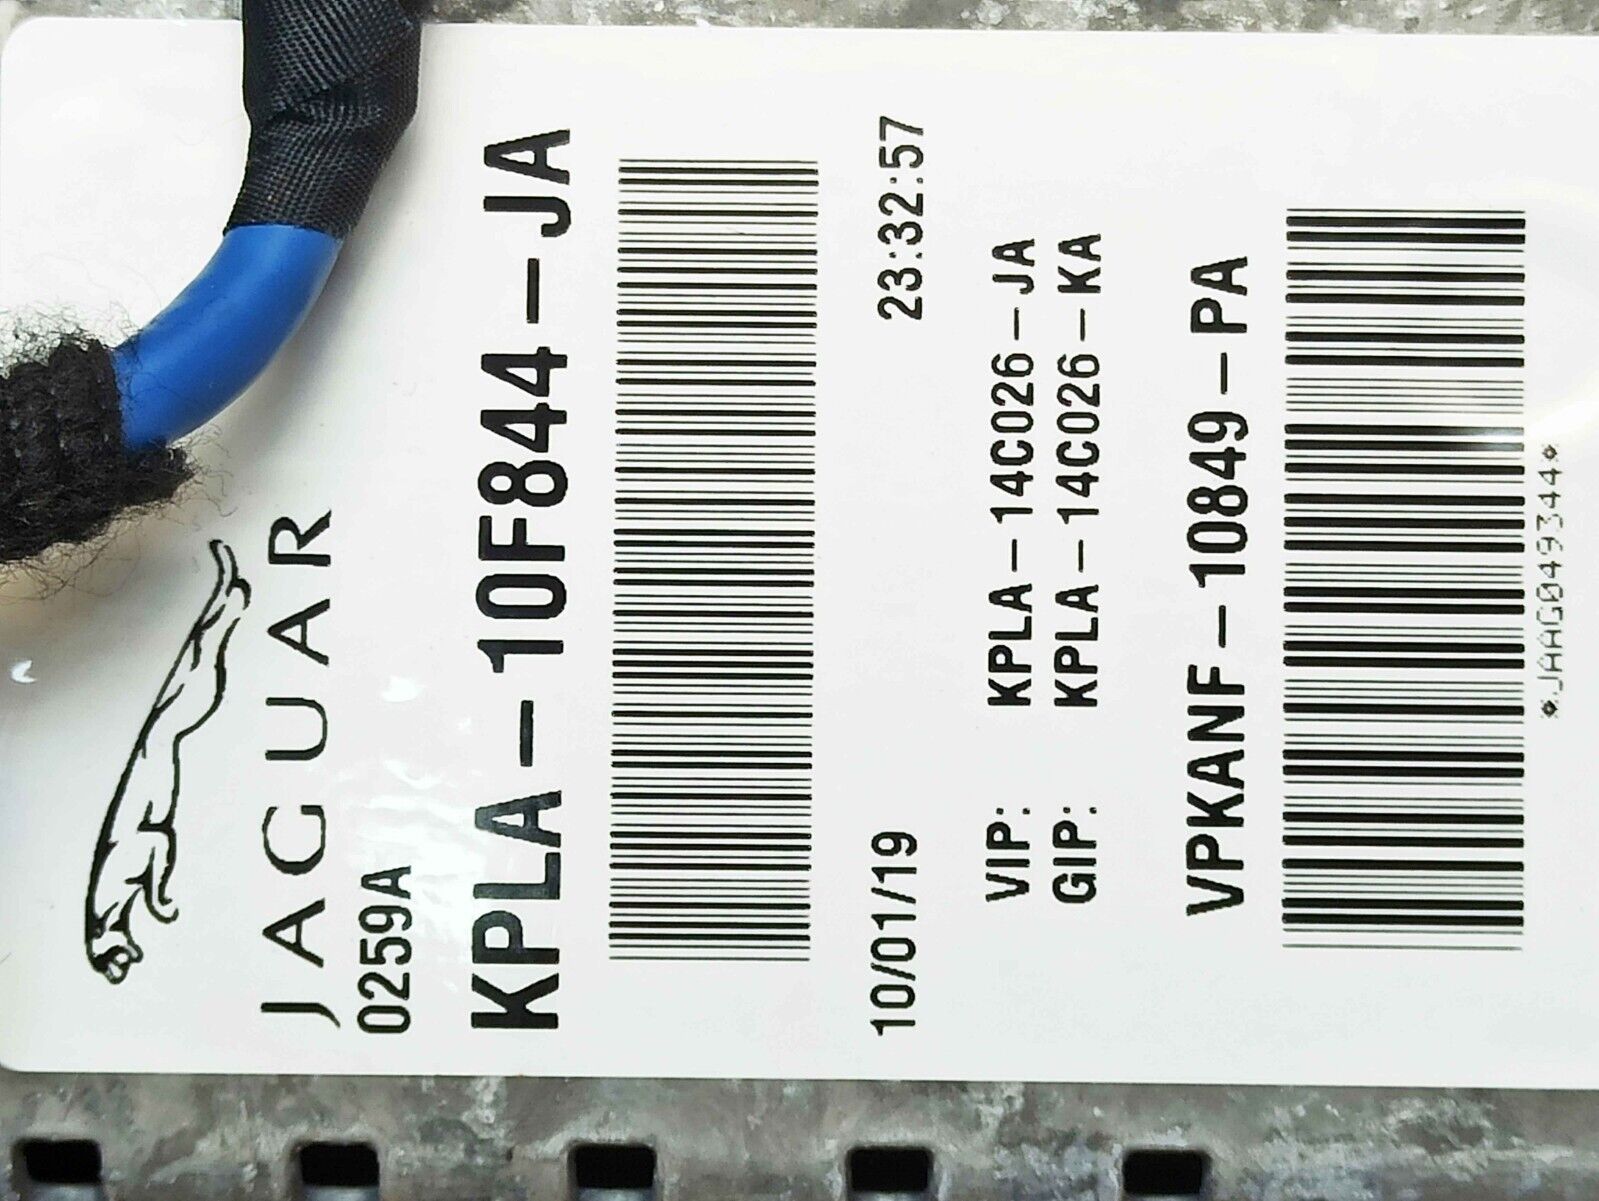 JAGUAR
0259A
KPLA-10F844-JA
10/01/19 23:32:57
VIP: KPLA-14C026-JA
GIP: KPLA-14C026-KA
VPKANF-10849-PA
*JAAG049344*